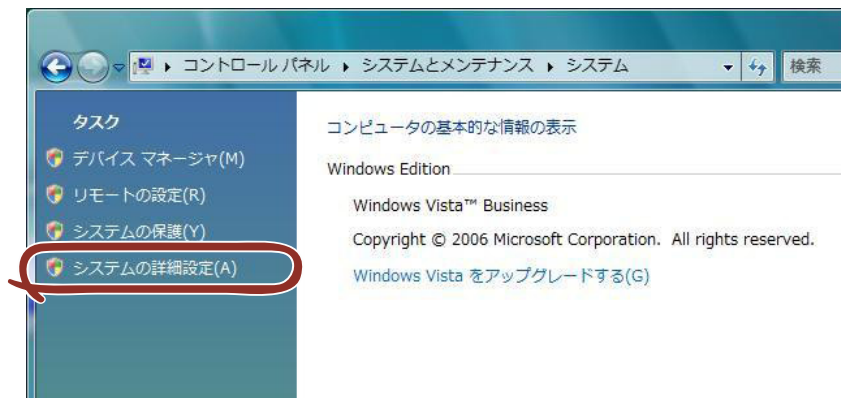 コントロール パネル ▸ システムとメンテナンス ▸ システム
検索
タスク
デバイス マネージャ(M)
リモートの設定(R)
システムの保護(Y)
システムの詳細設定(A)
コンピュータの基本的な情報の表示
Windows Edition
Windows Vista™ Business
Copyright © 2006 Microsoft Corporation. All rights reserved.
Windows Vista をアップグレードする(G)